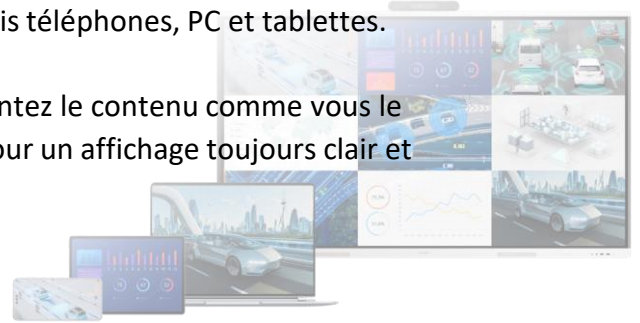 is téléphones, PC et tablettes.
ntez le contenu comme vous le
our un affichage toujours clair et